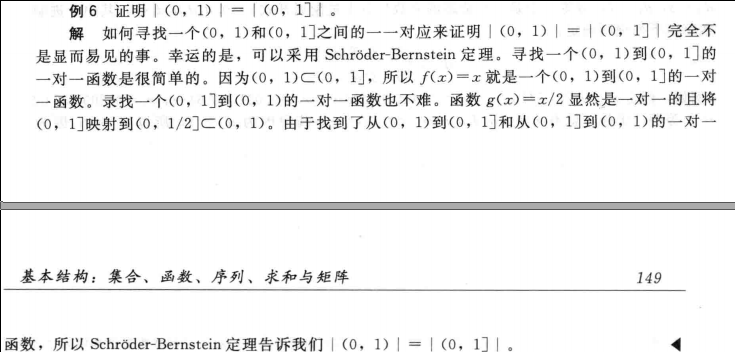 例 6 证明|(0，1)|=|(0，1]|。
解 如何寻找一个(0，1)和(0，1]之间的一一对应来证明|(0，1)|=|(0，1]|完全不
是显而易见的事。幸运的是，可以采用 Schröder-Bernstein 定理。寻找一个(0，1)到(0，1]的
一对一函数是很简单的。因为(0，1)⊂(0，1]，所以 f(x)=x 就是一个(0，1)到(0，1]的一对
一函数。录找一个(0，1]到(0，1)的一对一函数也不难。函数 g(x)=x/2 显然是一对一的且将
(0，1]映射到(0，1/2]⊂(0，1)。由于找到了从(0，1)到(0，1]和从(0，1]到(0，1)的一对一
基本结构：集合、函数、序列、求和与矩阵 149
函数，所以 Schröder-Bernstein 定理告诉我们|(0，1)|=|(0，1]|。